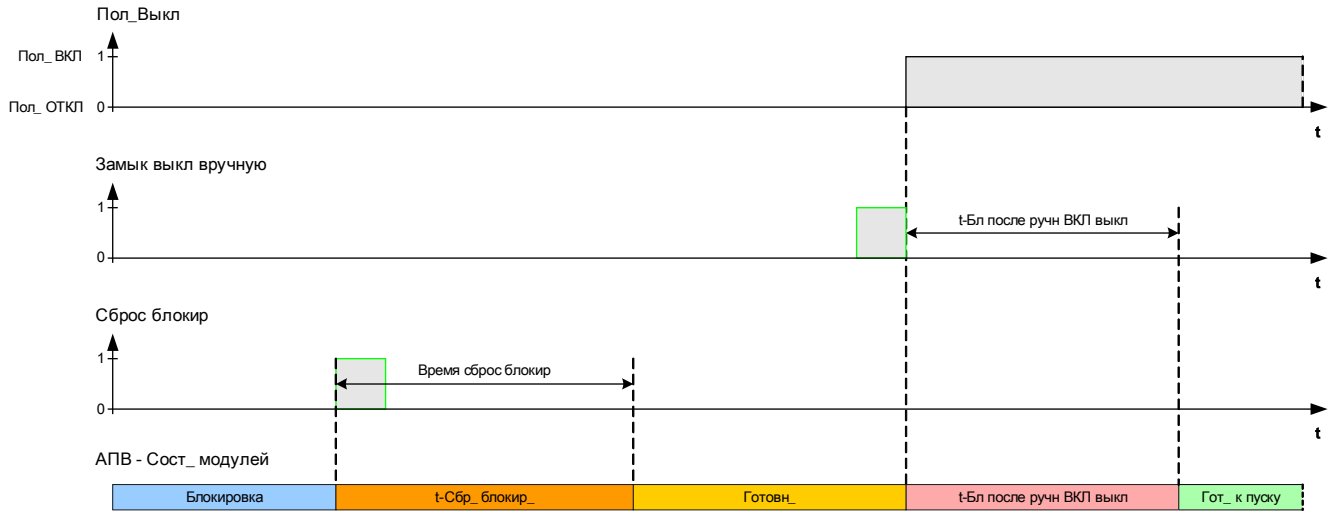 Пол_Выкл
Пол_ ВКЛ 1
Пол_ ОТКЛ 0
t
Замык выкл вручную
1
t-Бл после ручн ВКЛ выкл
0
t
Сброс блокир
1
Время сброс блокир
0
t
АПВ - Сост_ модулей
Блокировка t-Сбр_ блокир_ Готовн_ t-Бл после ручн ВКЛ выкл Гот_ к пуску